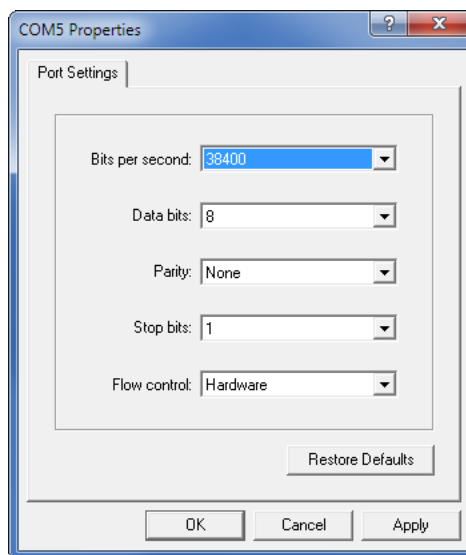 COM5 Properties
Port Settings
Bits per second: 38400
Data bits: 8
Parity: None
Stop bits: 1
Flow control: Hardware
Restore Defaults
OK Cancel Apply